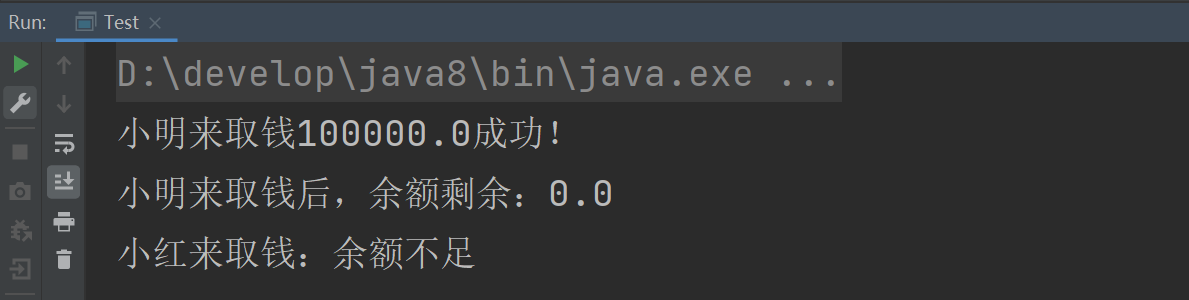 Run: Test
D:\develop\java8\bin\java.exe ...
小明来取钱100000.0成功!
小明来取钱后，余额剩余：0.0
小红来取钱：余额不足